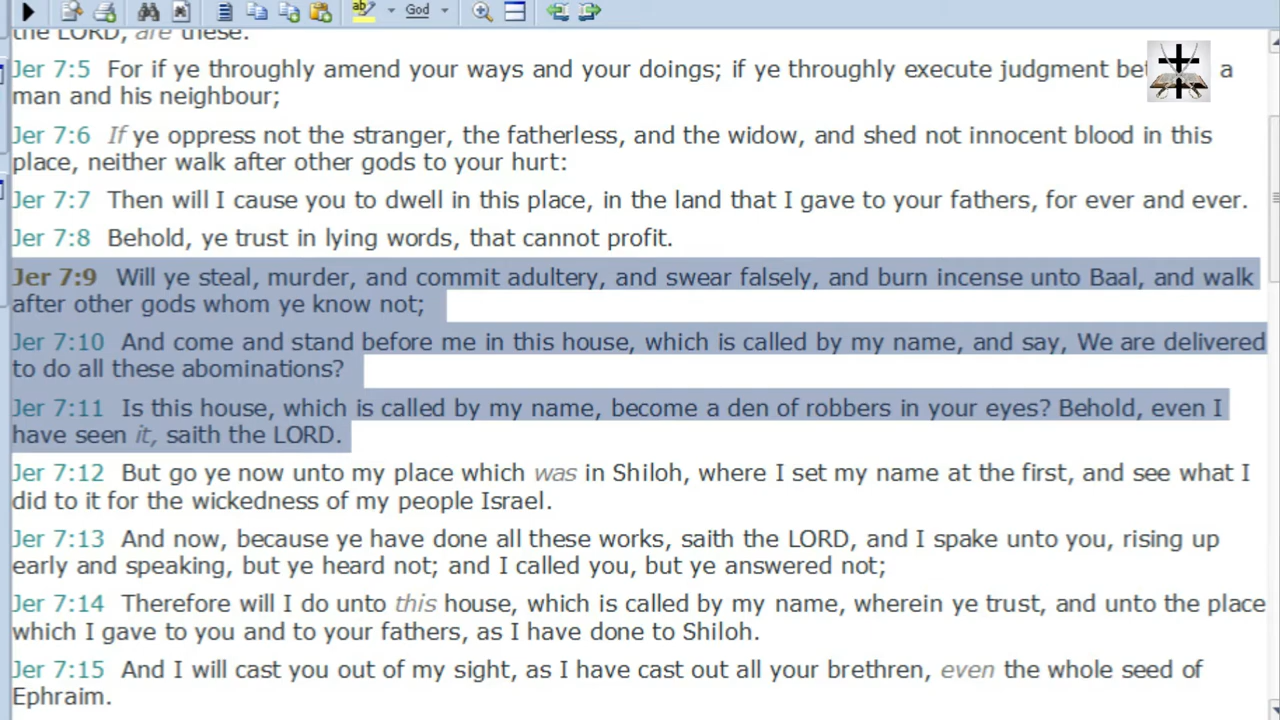 God
the LORD, are these.
Jer 7:5 For if ye throughly amend your ways and your doings; if ye throughly execute judgment a
man and his neighbour;
Jer 7:6 If ye oppress not the stranger, the fatherless, and the widow, and shed not innocent blood in this
place, neither walk after other gods to your hurt:
Jer 7:7 Then will I cause you to dwell in this place, in the land that I gave to your fathers, for ever and ever.
Jer 7:8 Behold, ye trust in lying words, that cannot profit.
Jer 7:9 Will ye steal, murder, and commit adultery, and swear falsely, and burn incense unto Baal, and walk
after other gods whom ye know not;
Jer 7:10 And come and stand before me in this house, which is called by my name, and say, We are delivered
to do all these abominations?
Jer 7:11 Is this house, which is called by my name, become a den of robbers in your eyes? Behold, even I
have seen it, saith the LORD.
Jer 7:12 But go ye now unto my place which was in Shiloh, where I set my name at the first, and see what I
did to it for the wickedness of my people Israel.
Jer 7:13 And now, because ye have done all these works, saith the LORD, and I spake unto you, rising up
early and speaking, but ye heard not; and I called you, but ye answered not;
Jer 7:14 Therefore will I do unto this house, which is called by my name, wherein ye trust, and unto the place
which I gave to you and to your fathers, as I have done to Shiloh.
Jer 7:15 And I will cast you out of my sight, as I have cast out all your brethren, even the whole seed of
Ephraim.